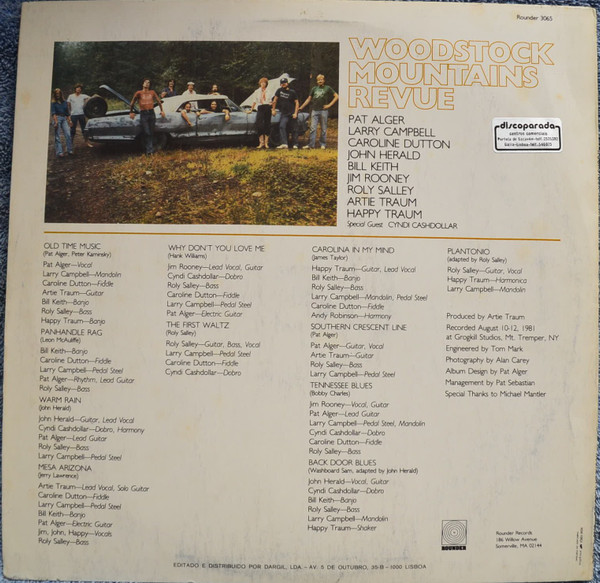 Rounder 3065
WOODSTOCK
MOUNTAINS
REVUE
PAT ALGER
LARRY CAMPBELL
CAROLINE DUTTON
JOHN HERALD
BILL KEITH
JIM ROONEY
ROLY SALLEY
ARTIE TRAUM
HAPPY TRAUM
Special Guest CYNDI CASHDOLLAR
discoparada
OLD TIME MUSIC
(Pat Alger, Peter Kaminsky)
Pat Alger—Vocal
Larry Campbell—Mandolin
Caroline Dutton—Fiddle
Artie Traum—Guitar
Bill Keith—Banjo
Roly Salley—Bass
Happy Traum—Banjo
PANHANDLE RAG
(Leon McAuliffe)
Bill Keith—Banjo
Caroline Dutton—Fiddle
Larry Campbell—Pedal Steel
Pat Alger—Rhythm, Lead Guitar
Roly Salley—Bass
WARM RAIN
(John Herald)
John Herald—Guitar, Lead Vocal
Cyndi Cashdollar—Dobro, Harmony
Pat Alger—Lead Guitar
Roly Salley—Bass
Larry Campbell—Pedal Steel
MESA ARIZONA
(Jerry Lawrence)
Artie Traum—Lead Vocal, Solo Guitar
Caroline Dutton—Fiddle
Larry Campbell—Pedal Steel
Bill Keith—Banjo
Pat Alger—Electric Guitar
Jim, John, Happy—Vocals
Roly Salley—Bass
WHY DON'T YOU LOVE ME
(Hank Williams)
Jim Rooney—Lead Vocal, Guitar
Cyndi Cashdollar—Dobro
Roly Salley—Bass
Caroline Dutton—Fiddle
Larry Campbell—Pedal Steel
Pat Alger—Electric Guitar
THE FIRST WALTZ
(Roly Salley)
Roly Salley—Guitar, Bass, Vocal
Larry Campbell—Pedal Steel
Caroline Dutton—Fiddle
Cyndi Cashdollar—Dobro
CAROLINA IN MY MIND
(James Taylor)
Happy Traum—Guitar, Lead Vocal
Bill Keith—Banjo
Roly Salley—Bass
Larry Campbell—Mandolin, Pedal Steel
Caroline Dutton—Fiddle
Andy Robinson—Harmony
SOUTHERN CRESCENT LINE
(Pat Alger)
Pat Alger—Guitar, Vocal
Artie Traum—Guitar
Roly Salley—Bass
Larry Campbell—Pedal Steel
TENNESSEE BLUES
(Bobby Charles)
Jim Rooney—Guitar, Vocal
Pat Alger—Lead Guitar
Larry Campbell—Pedal Steel, Mandolin
Cyndi Cashdollar—Dobro
Caroline Dutton—Fiddle
Roly Salley—Bass
BACK DOOR BLUES
(Washboard Sam, adapted by John Herald)
John Herald—Vocal, Guitar
Cyndi Cashdollar—Dobro
Pat Alger—Lead Guitar
Roly Salley—Bass
Larry Campbell—Mandolin
Happy Traum—Shaker
PLANTONIO
(adapted by Roly Salley)
Roly Salley—Guitar, Vocal
Happy Traum—Harmonica
Larry Campbell—Mandolin
Produced by Artie Traum
Recorded August 10-12, 1981
at Grogkill Studios, Mt. Tremper, NY
Engineered by Tom Mark
Photography by Alan Carey
Album Design by Pat Alger
Management by Pat Sebastian
Special Thanks to Michael Mantler
ROUNDER
Rounder Records
186 Willow Avenue
Somerville, MA 02144
EDITADO E DISTRIBUIDO POR DARGIL, LDA.—AV. 5 DE OUTUBRO, 35-B—1000 LISBOA